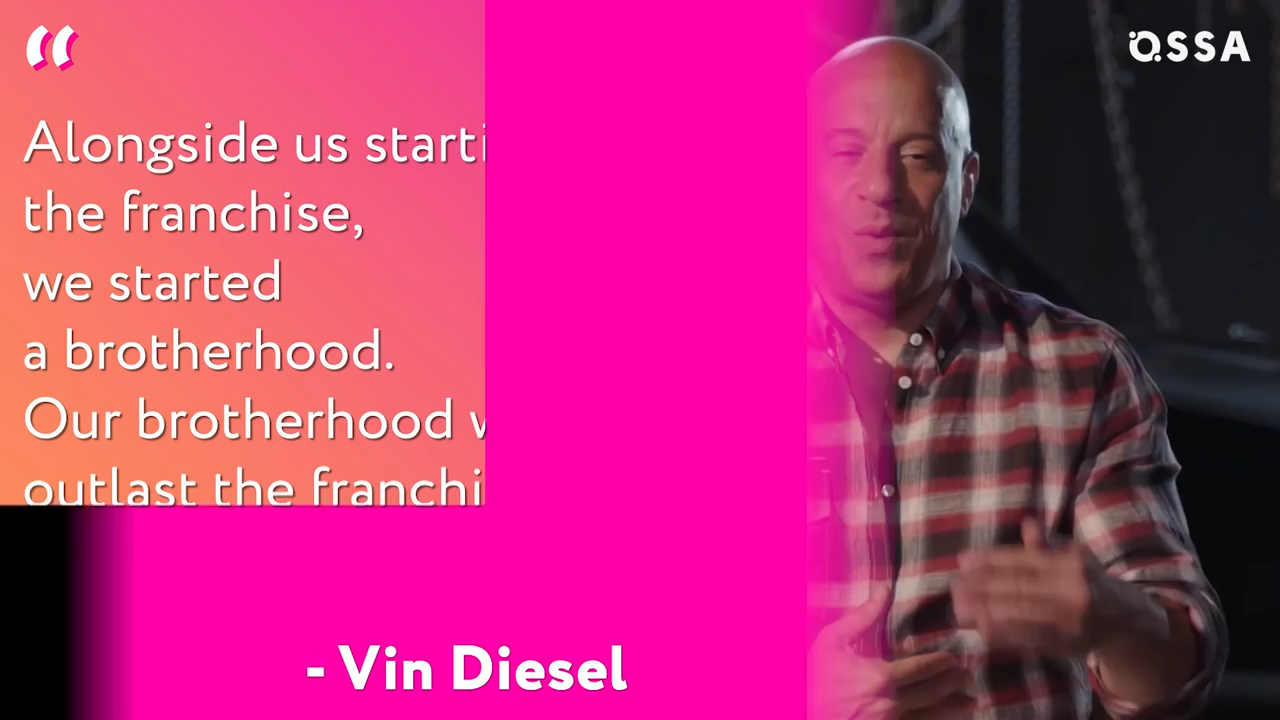 “
Alongside us starti
the franchise,
we started
a brotherhood.
Our brotherhood w
outlast the franchi
- Vin Diesel
OSSA